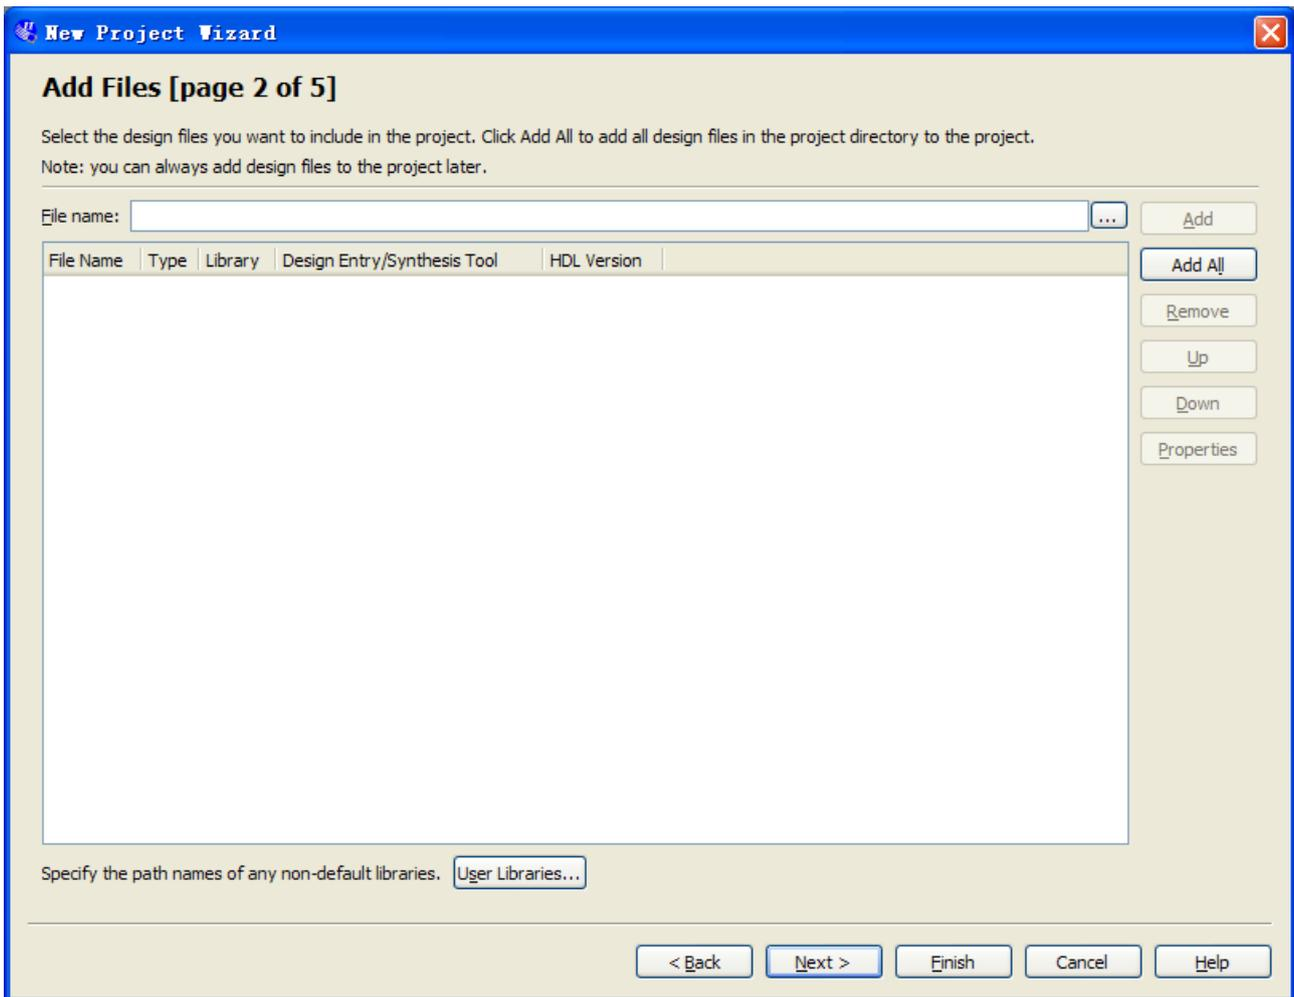 New Project Wizard
Add Files [page 2 of 5]
Select the design files you want to include in the project. Click Add All to add all design files in the project directory to the project.
Note: you can always add design files to the project later.
File name: ... Add
File Name Type Library Design Entry/Synthesis Tool HDL Version
Add All
Remove
Up
Down
Properties
Specify the path names of any non-default libraries. User Libraries...
< Back Next > Finish Cancel Help